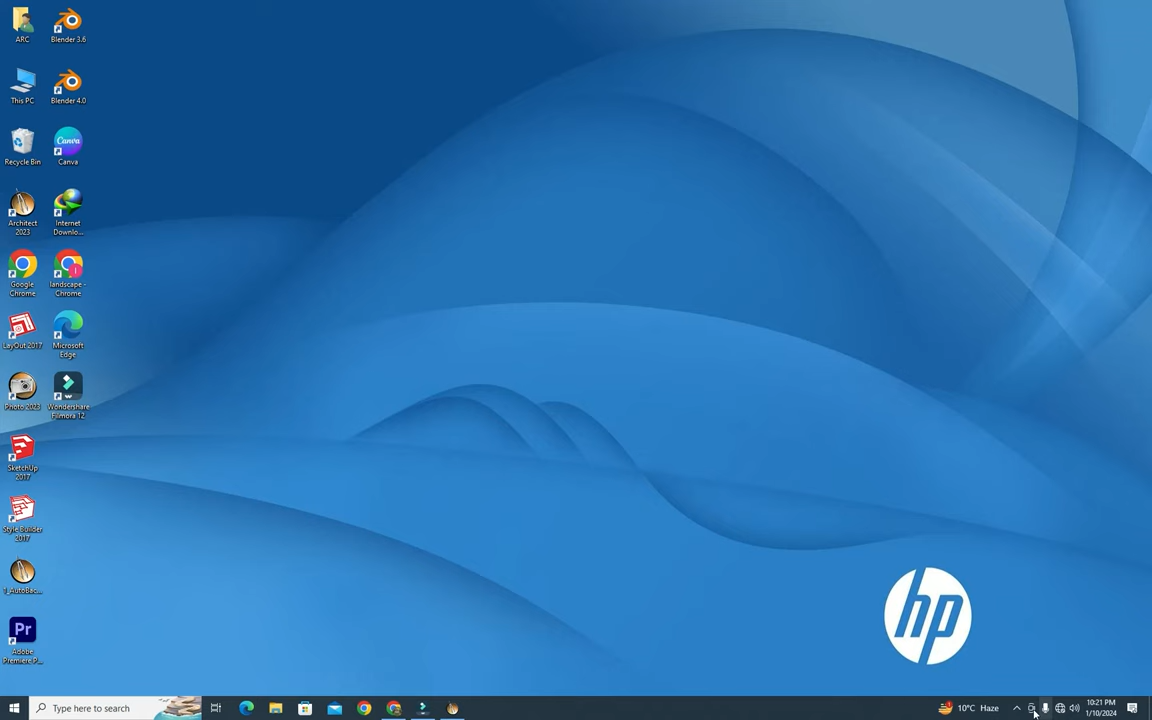 ARC
Blender 3.6
This PC
Blender 4.0
Recycle Bin
Canva
Canva
Architect
2023
Internet
Downlo...
Google
Chrome
landscape -
Chrome
LayOut 2017
Microsoft
Edge
Photo 2023
Wondershare
Filmora 12
SketchUp
2017
Style Builder
2017
1_AutoBac...
Pr
Adobe
Premiere P...
hp
Type here to search
10°C Haze
10:21 PM
1/10/2024